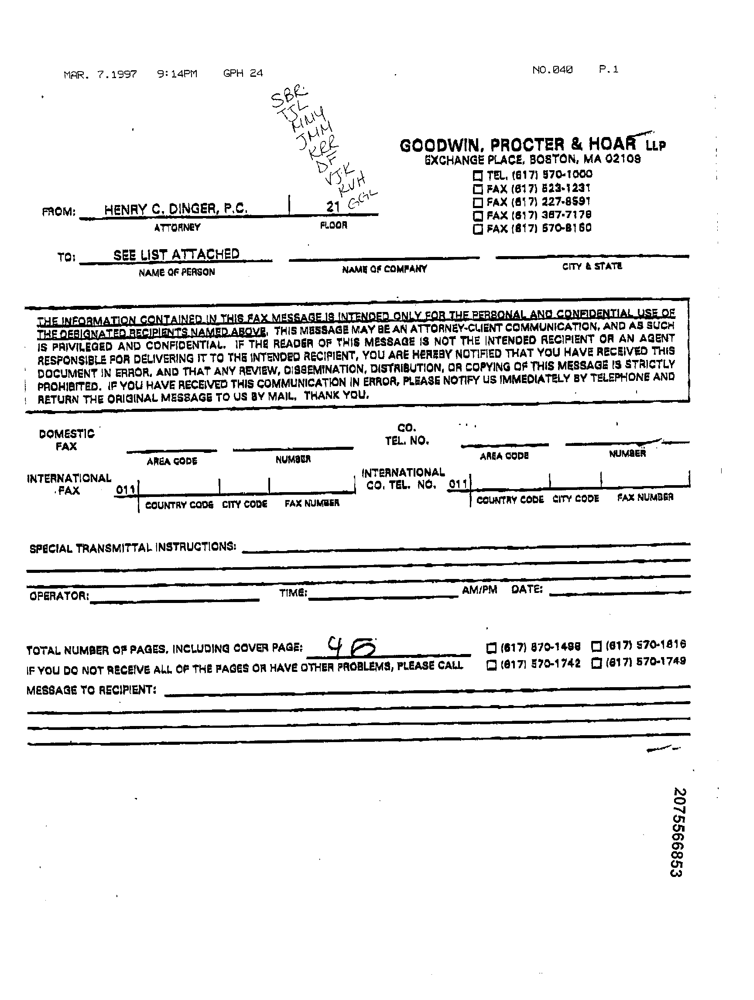 MAR. 7.1997 9:14PM GPH 24 NO.040 P.1
SBR
TJL
MNY
JMM
KRR
DF
VJK
KVH
GGL
GOODWIN, PROCTER & HOAR LLP
EXCHANGE PLACE, BOSTON, MA 02109
☐ TEL. (617) 570-1000
☐ FAX (617) 523-1231
☐ FAX (617) 227-8591
☐ FAX (617) 367-7178
☐ FAX (617) 570-8150
FROM: HENRY C. DINGER, P.C. 21
ATTORNEY FLOOR
TO: SEE LIST ATTACHED
NAME OF PERSON NAME OF COMPANY CITY & STATE
THE INFORMATION CONTAINED IN THIS FAX MESSAGE IS INTENDED ONLY FOR THE PERSONAL AND CONFIDENTIAL USE OF
THE DESIGNATED RECIPIENTS NAMED ABOVE. THIS MESSAGE MAY BE AN ATTORNEY-CLIENT COMMUNICATION, AND AS SUCH
IS PRIVILEGED AND CONFIDENTIAL. IF THE READER OF THIS MESSAGE IS NOT THE INTENDED RECIPIENT OR AN AGENT
RESPONSIBLE FOR DELIVERING IT TO THE INTENDED RECIPIENT, YOU ARE HEREBY NOTIFIED THAT YOU HAVE RECEIVED THIS
DOCUMENT IN ERROR, AND THAT ANY REVIEW, DISSEMINATION, DISTRIBUTION, OR COPYING OF THIS MESSAGE IS STRICTLY
PROHIBITED. IF YOU HAVE RECEIVED THIS COMMUNICATION IN ERROR, PLEASE NOTIFY US IMMEDIATELY BY TELEPHONE AND
RETURN THE ORIGINAL MESSAGE TO US BY MAIL. THANK YOU.
DOMESTIC FAX CO. TEL. NO.
AREA CODE NUMBER AREA CODE NUMBER
INTERNATIONAL FAX 011 INTERNATIONAL CO. TEL. NO. 011
COUNTRY CODE CITY CODE FAX NUMBER COUNTRY CODE CITY CODE FAX NUMBER
SPECIAL TRANSMITTAL INSTRUCTIONS:
OPERATOR: TIME: AM/PM DATE:
TOTAL NUMBER OF PAGES, INCLUDING COVER PAGE: ☐ (617) 570-1498 ☐ (617) 570-1816
IF YOU DO NOT RECEIVE ALL OF THE PAGES OR HAVE OTHER PROBLEMS, PLEASE CALL ☐ (617) 570-1742 ☐ (617) 570-1749
MESSAGE TO RECIPIENT:
2075566853